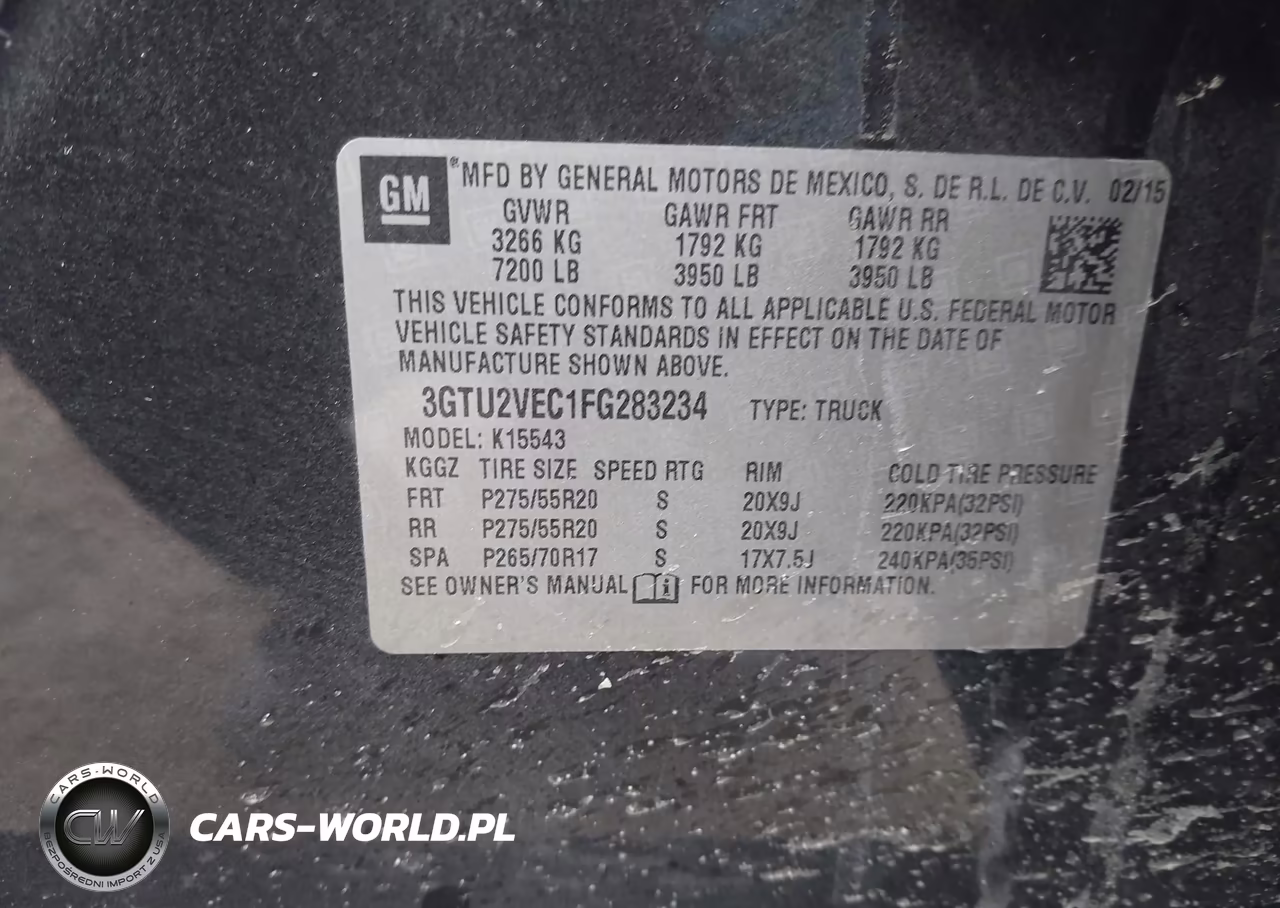 GM
® MFD BY GENERAL MOTORS DE MEXICO, S. DE R.L. DE C.V. 02/15
GVWR GAWR FRT GAWR RR
3266 KG 1792 KG 1792 KG
7200 LB 3950 LB 3950 LB
THIS VEHICLE CONFORMS TO ALL APPLICABLE U.S. FEDERAL MOTOR
VEHICLE SAFETY STANDARDS IN EFFECT ON THE DATE OF
MANUFACTURE SHOWN ABOVE.
3GTU2VEC1FG283234 TYPE: TRUCK
MODEL: K15543
KGGZ TIRE SIZE SPEED RTG RIM COLD TIRE PRESSURE
FRT P275/55R20 S 20X9J 220KPA(32PSI)
RR P275/55R20 S 20X9J 220KPA(32PSI)
SPA P265/70R17 S 17X7.5J 240KPA(35PSI)
SEE OWNER'S MANUAL FOR MORE INFORMATION.
CARS-WORLD
CW
BEZPOŚREDNI IMPORT Z USA
CARS-WORLD.PL